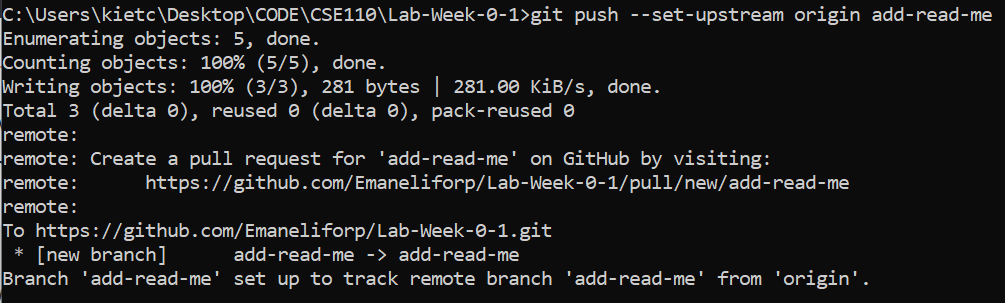 C:\Users\kietc\Desktop\CODE\CSE110\Lab-Week-0-1>git push --set-upstream origin add-read-me
Enumerating objects: 5, done.
Counting objects: 100% (5/5), done.
Writing objects: 100% (3/3), 281 bytes | 281.00 KiB/s, done.
Total 3 (delta 0), reused 0 (delta 0), pack-reused 0
remote:
remote: Create a pull request for 'add-read-me' on GitHub by visiting:
remote:      https://github.com/Emaneliforp/Lab-Week-0-1/pull/new/add-read-me
remote:
To https://github.com/Emaneliforp/Lab-Week-0-1.git
 * [new branch]      add-read-me -> add-read-me
Branch 'add-read-me' set up to track remote branch 'add-read-me' from 'origin'.